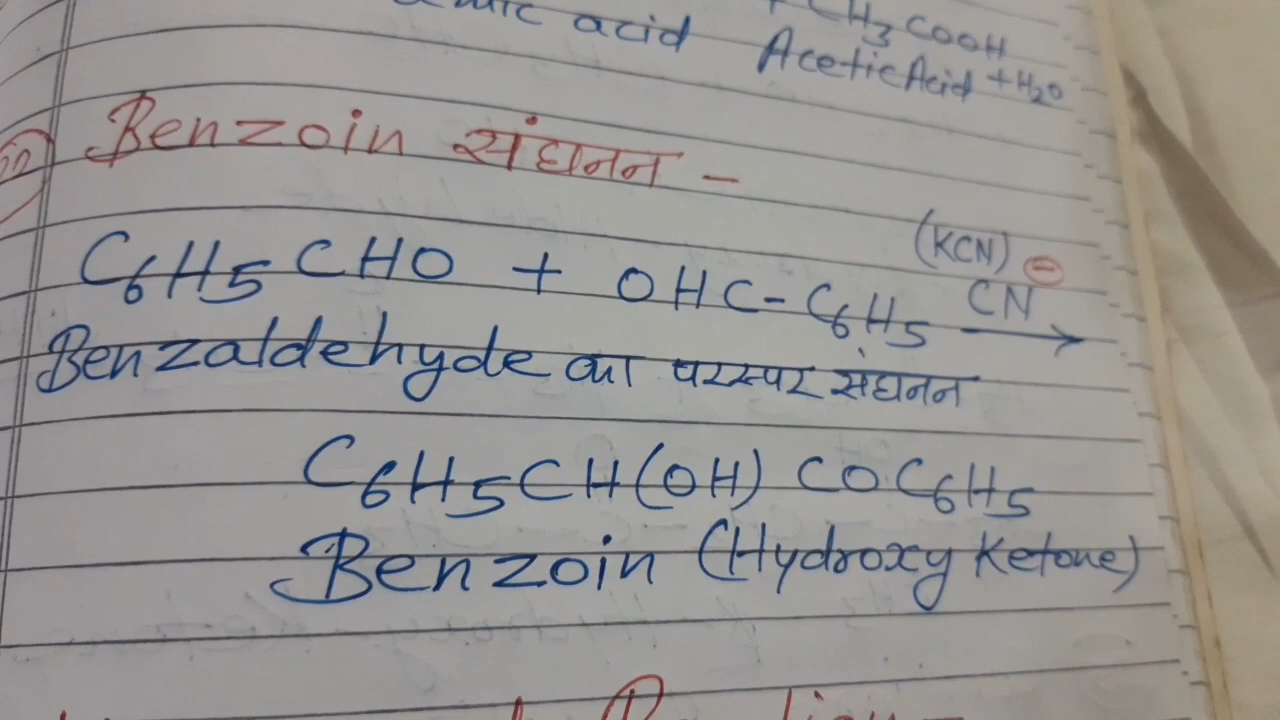 acid CH₃COOH
Acetic Acid + H₂O
Benzoin संघनन -
C₆H₅CHO + OHC-C₆H₅ (KCN) CN⊖ →
Benzaldehyde का परस्पर संघनन
C₆H₅CH(OH) COC₆H₅
Benzoin (Hydroxy Ketone)